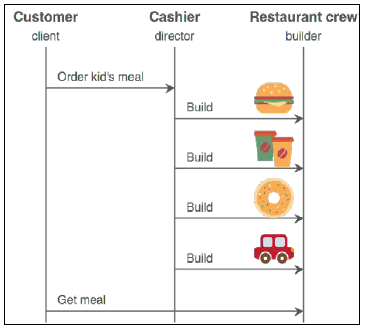 Customer Cashier Restaurant crew
client director builder
Order kid's meal
Build
Build
Build
Build
Get meal